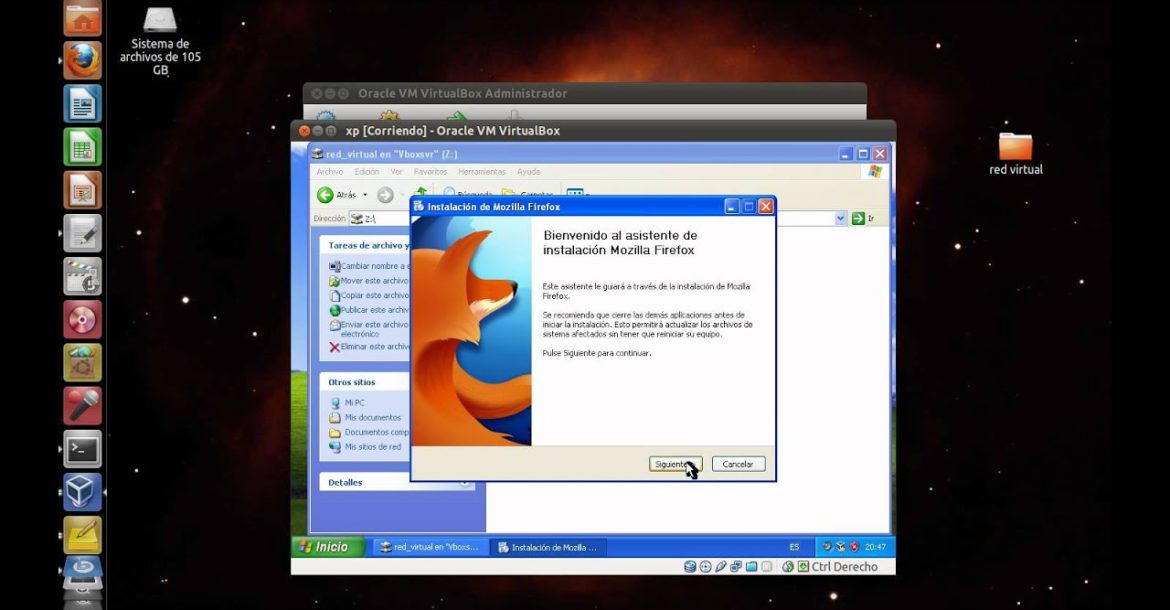 Sistema de
archivos de 105
GB
red virtual
Oracle VM VirtualBox Administrador
xp [Corriendo] - Oracle VM VirtualBox
red_virtual en "Vboxsvr" (Z:)
Archivo Edición Ver Favoritos Herramientas Ayuda
Atrás Búsqueda Carpetas
Dirección Z:\ Ir
Tareas de archivo y
Cambiar nombre a e
Mover este archivo
Copiar este archivo
Publicar este archiv
Enviar este archivo
electrónico
Eliminar este archiv
Otros sitios
Mi PC
Mis documentos
Documentos comp
Mis sitios de red
Detalles
Instalación de Mozilla Firefox
Bienvenido al asistente de
instalación Mozilla Firefox
Este asistente le guiará a través de la instalación de Mozilla
Firefox.
Se recomienda que cierre las demás aplicaciones antes de
iniciar la instalación. Esto permitirá actualizar los archivos de
sistema afectados sin tener que reiniciar su equipo.
Pulse Siguiente para continuar.
Siguiente Cancelar
Inicio red_virtual en "Vboxs... Instalación de Mozilla ... ES 20:47
Ctrl Derecho